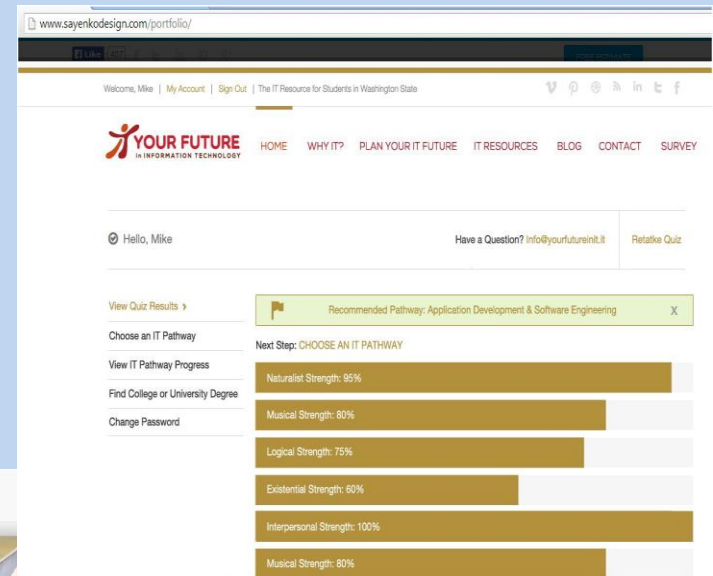 www.sayenkodesign.com/portfolio/
Like
Welcome, Mike | My Account | Sign Out | The IT Resource for Students in Washington State
YOUR FUTURE
in INFORMATION TECHNOLOGY
HOME WHY IT? PLAN YOUR IT FUTURE IT RESOURCES BLOG CONTACT SURVEY
Hello, Mike
Have a Question? info@yourfutureinit.it
Retatke Quiz
View Quiz Results
Choose an IT Pathway
View IT Pathway Progress
Find College or University Degree
Change Password
Recommended Pathway: Application Development & Software Engineering X
Next Step: CHOOSE AN IT PATHWAY
Naturalist Strength: 95%
Musical Strength: 80%
Logical Strength: 75%
Existential Strength: 60%
Interpersonal Strength: 100%
Musical Strength: 80%